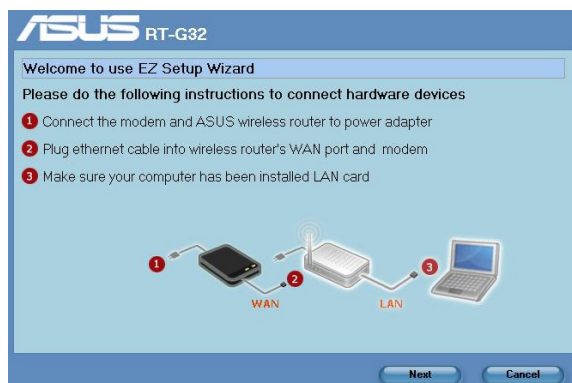 ASUS RT-G32
Welcome to use EZ Setup Wizard
Please do the following instructions to connect hardware devices
1 Connect the modem and ASUS wireless router to power adapter
2 Plug ethernet cable into wireless router's WAN port and modem
3 Make sure your computer has been installed LAN card
1 2 3
WAN LAN
Next Cancel